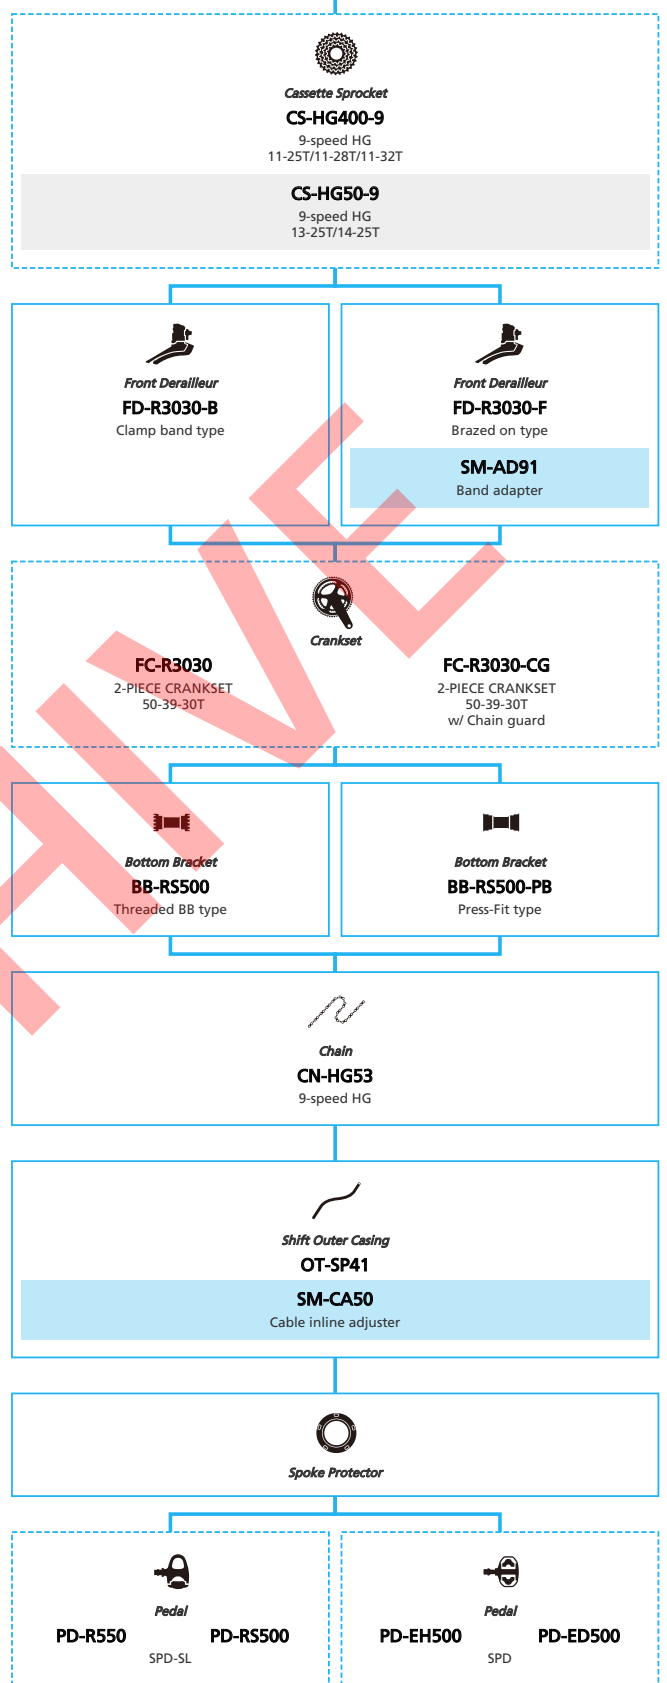 Cassette Sprocket
CS-HG400-9
9-speed HG
11-25T/11-28T/11-32T
CS-HG50-9
9-speed HG
13-25T/14-25T
Front Derailleur
FD-R3030-B
Clamp band type
Front Derailleur
FD-R3030-F
Brazed on type
SM-AD91
Band adapter
Crankset
FC-R3030
2-PIECE CRANKSET
50-39-30T
FC-R3030-CG
2-PIECE CRANKSET
50-39-30T
w/ Chain guard
Bottom Bracket
BB-RS500
Threaded BB type
Bottom Bracket
BB-RS500-PB
Press-Fit type
Chain
CN-HG53
9-speed HG
Shift Outer Casing
OT-SP41
SM-CA50
Cable inline adjuster
Spoke Protector
Pedal
PD-R550 PD-RS500
SPD-SL
Pedal
PD-EH500 PD-ED500
SPD
HIVE